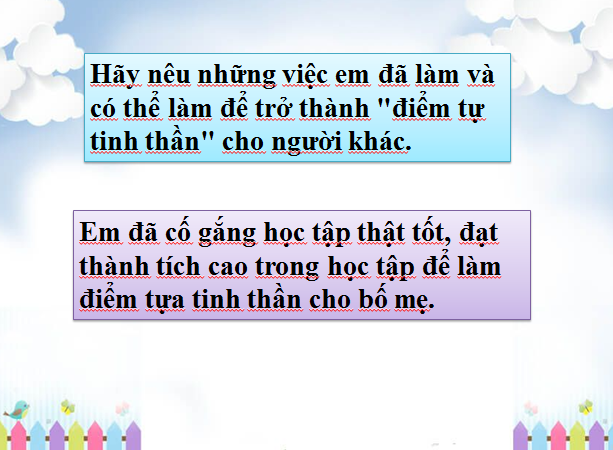 Hãy nêu những việc em đã làm và
có thể làm để trở thành "điểm tự
tinh thần" cho người khác.
Em đã cố gắng học tập thật tốt, đạt
thành tích cao trong học tập để làm
điểm tựa tinh thần cho bố mẹ.